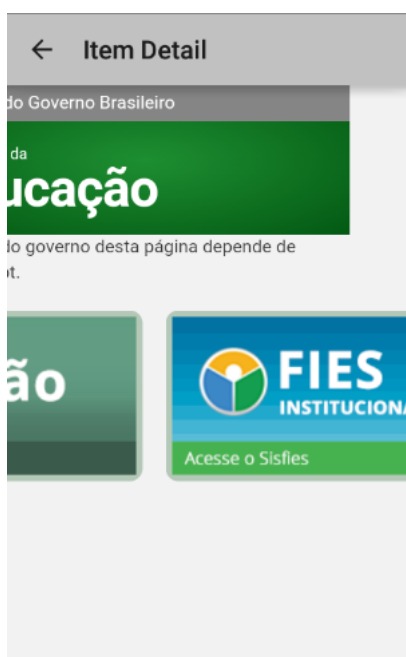 Item Detail
do Governo Brasileiro
da
ucação
do governo desta página depende de
ot.
ão
FIES
INSTITUCIONA
Acesse o Sisfies